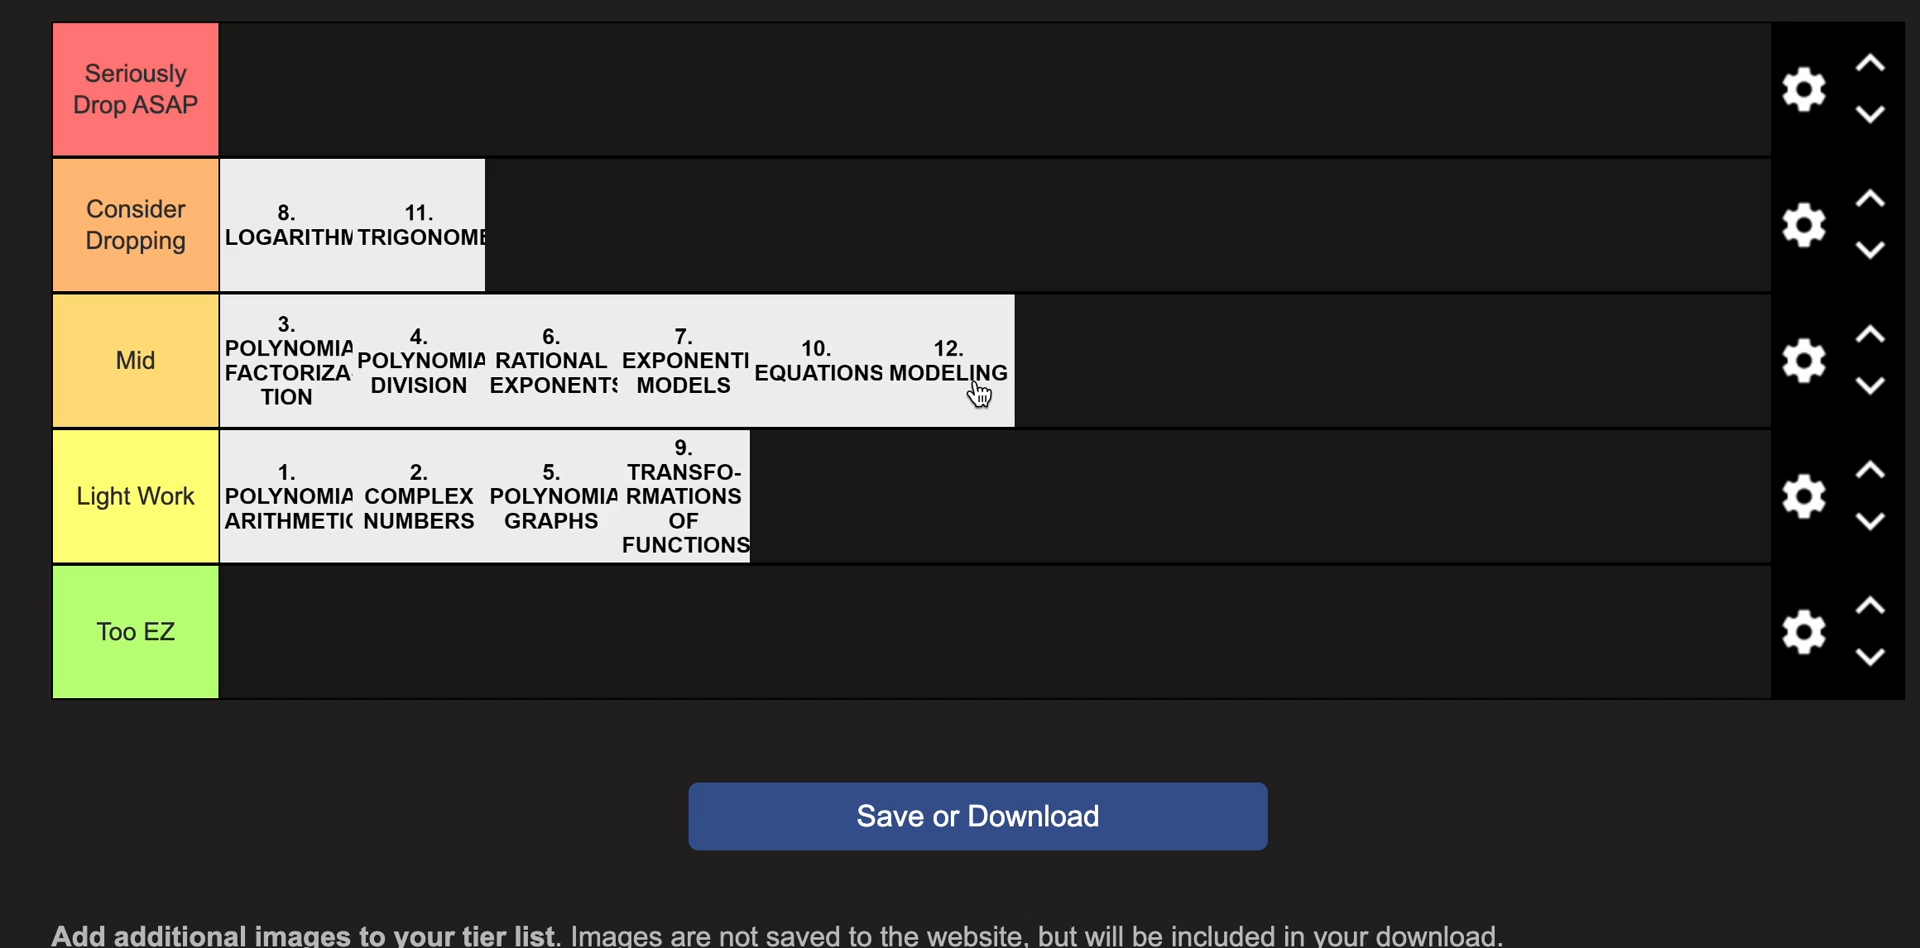 Seriously
Drop ASAP
8.
LOGARITHM
11.
TRIGONOME
Consider
Dropping
3.
POLYNOMIA
FACTORIZA-
TION
4.
POLYNOMIA
DIVISION
6.
RATIONAL
EXPONENTS
7.
EXPONENTI
MODELS
10.
EQUATIONS
12.
MODELING
Mid
1.
POLYNOMIA
ARITHMETIC
2.
COMPLEX
NUMBERS
5.
POLYNOMIA
GRAPHS
9.
TRANSFO-
RMATIONS
OF
FUNCTIONS
Light Work
Too EZ
Save or Download
Add additional images to your tier list. Images are not saved to the website, but will be included in your download.